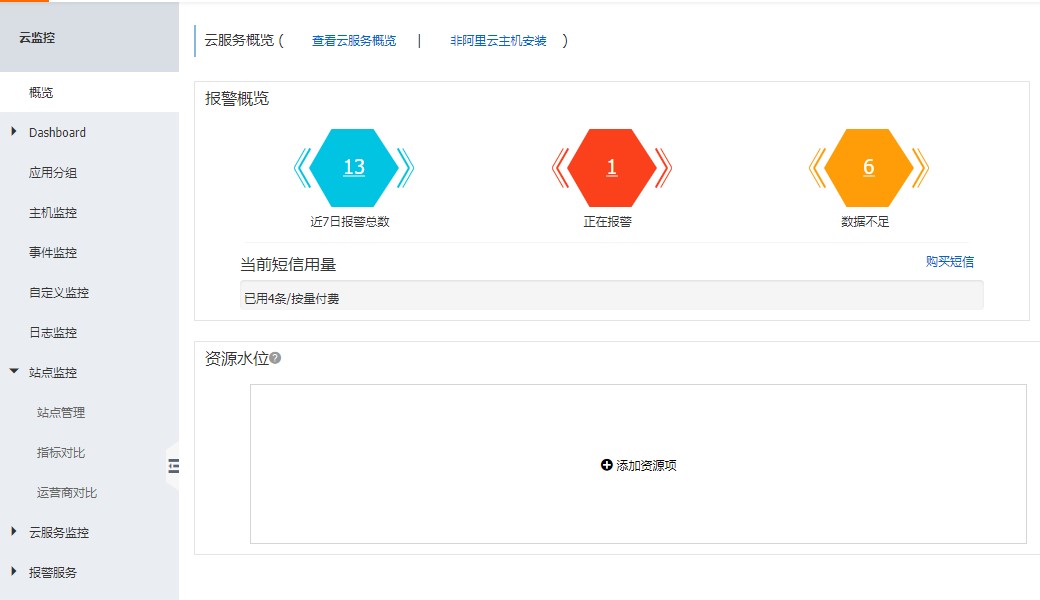 云监控
概览
Dashboard
应用分组
主机监控
事件监控
自定义监控
日志监控
站点监控
站点管理
指标对比
运营商对比
云服务监控
报警服务
云服务概览 ( 查看云服务概览 | 非阿里云主机安装 )
报警概览
13 1 6
近7日报警总数 正在报警 数据不足
当前短信用量 购买短信
已用4条/按量付费
资源水位?
添加资源项